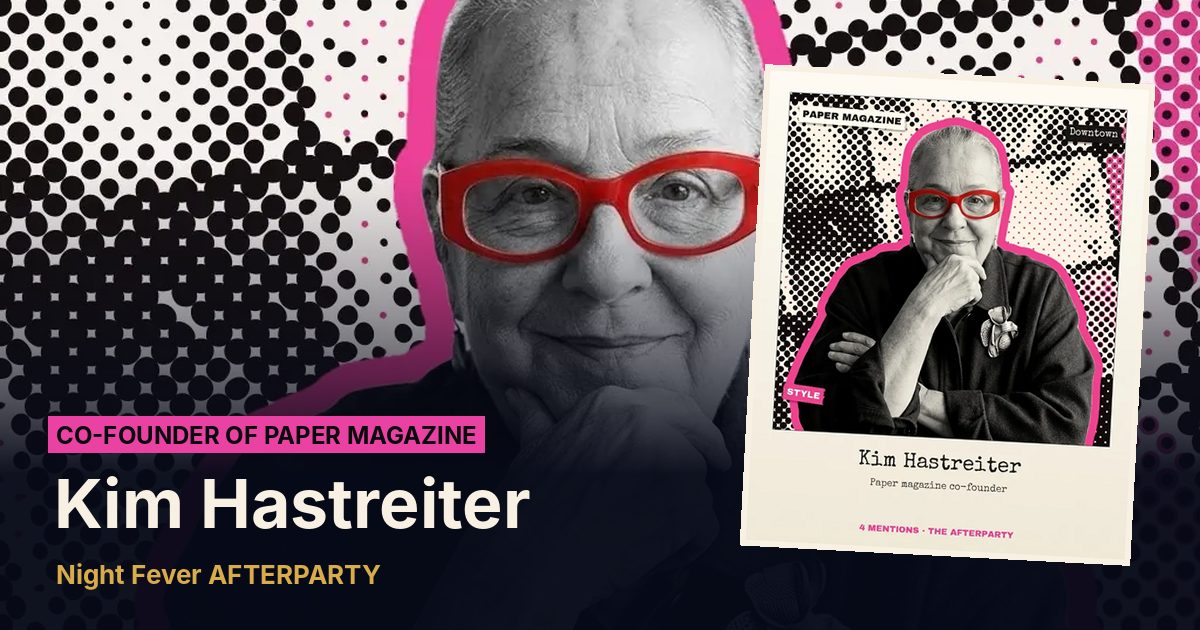 CO-FOUNDER OF PAPER MAGAZINE
Kim Hastreiter
Night Fever AFTERPARTY
PAPER MAGAZINE
Downtown
STYLE
Kim Hastreiter
Paper magazine co-founder
4 MENTIONS · THE AFTERPARTY